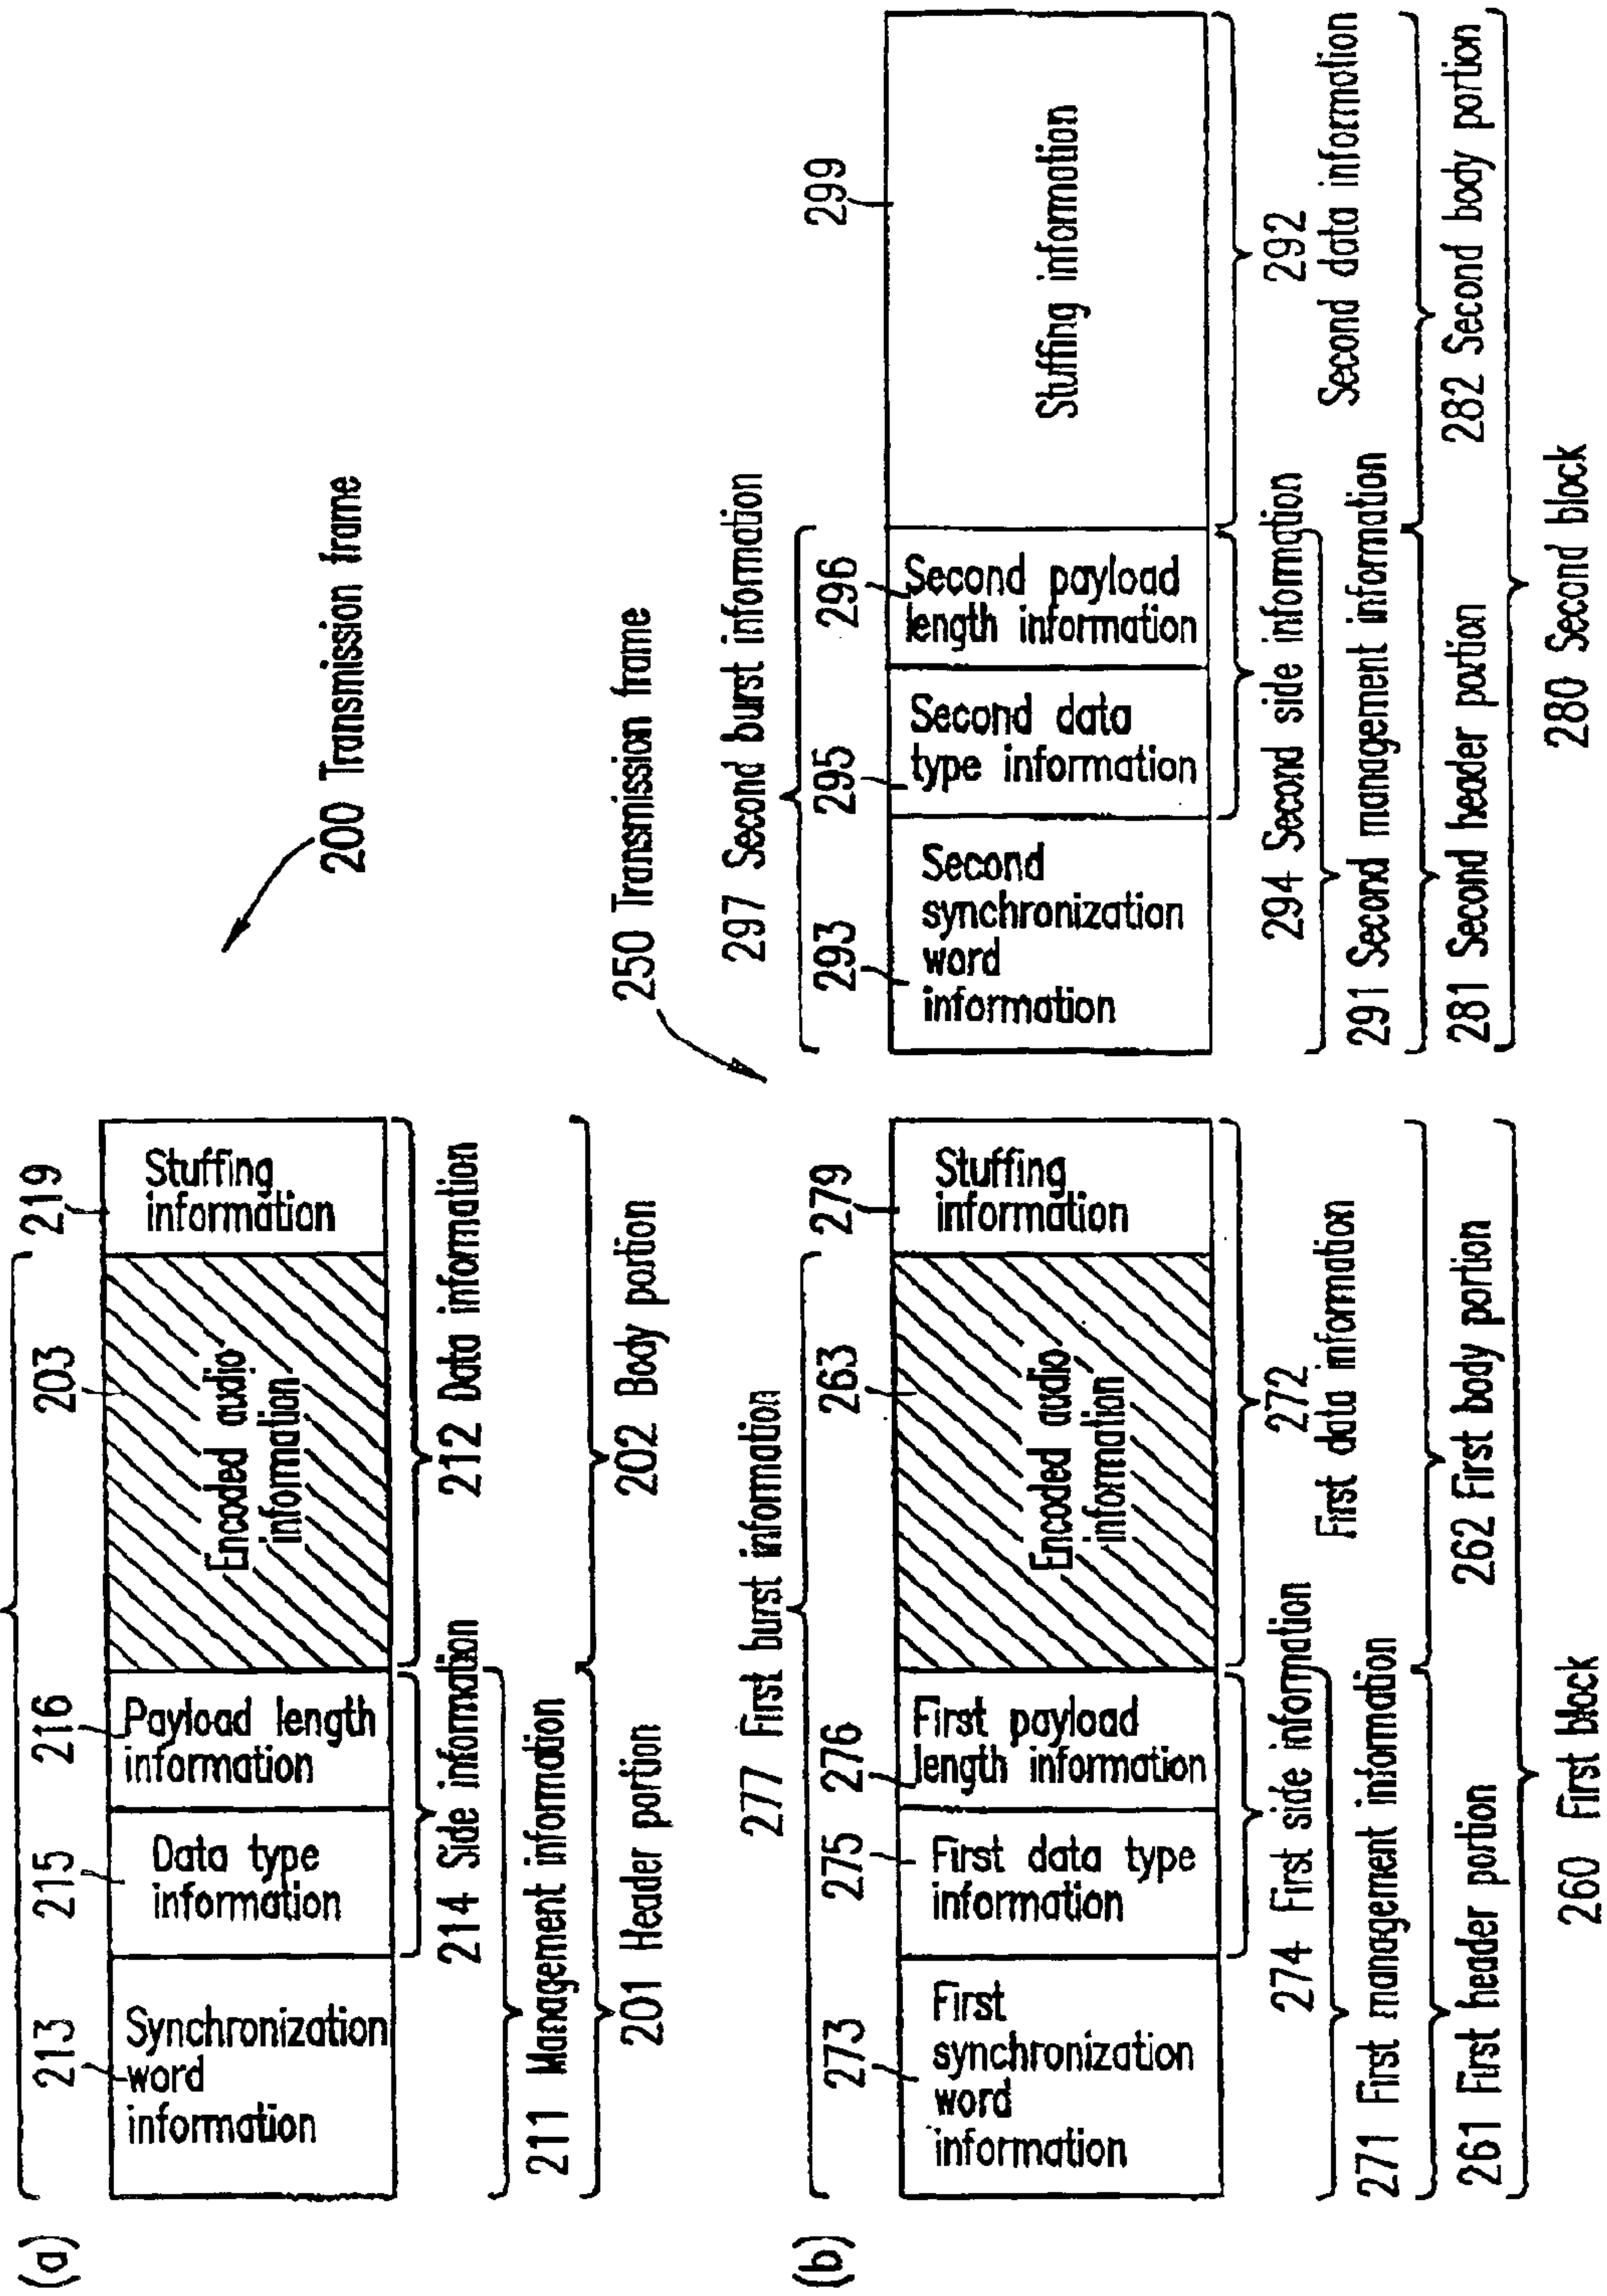 (a)
200 Transmission frame
213
215
216
203
219
Synchronization
word
information
Data type
information
Payload length
information
Encoded audio
information
Stuffing
information
214 Side information
212 Data information
211 Management information
201 Header portion
202 Body portion
250 Transmission frame
(b)
277 First burst information
297 Second burst information
273
275
276
263
279
293
295
296
299
First
synchronization
word
information
First data type
information
First payload
length information
Encoded audio
information
Stuffing
information
Second
synchronization
word
information
Second data
type information
Second payload
length information
Stuffing information
274 First side information
272
First data information
294 Second side information
292
Second data information
271 First management information
291 Second management information
261 First header portion
262 First body portion
281 Second header portion
282 Second body portion
260 First block
280 Second block